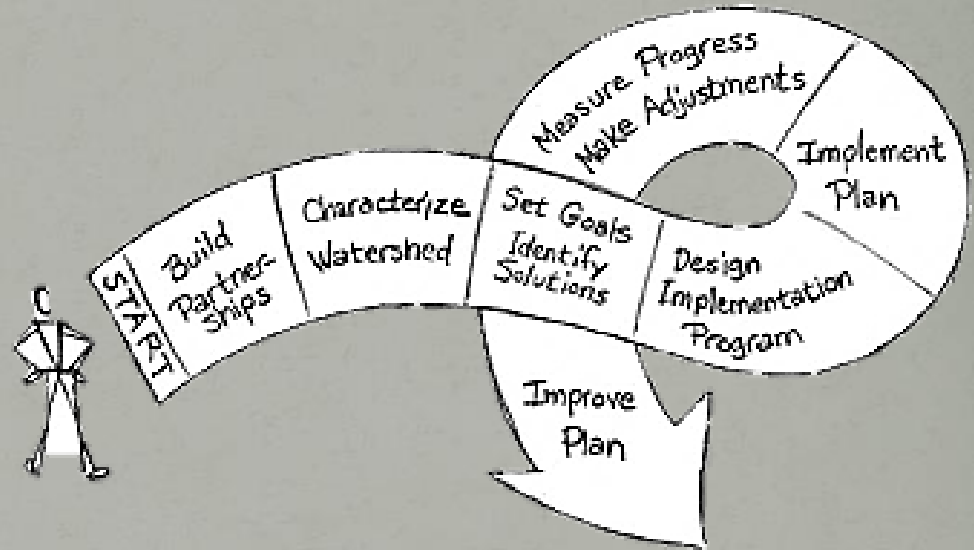 START
Build
Partner-
ships
Characterize
Watershed
Set Goals
Identify
Solutions
Design
Implementation
Program
Implement
Plan
Measure Progress
Make Adjustments
Improve
Plan